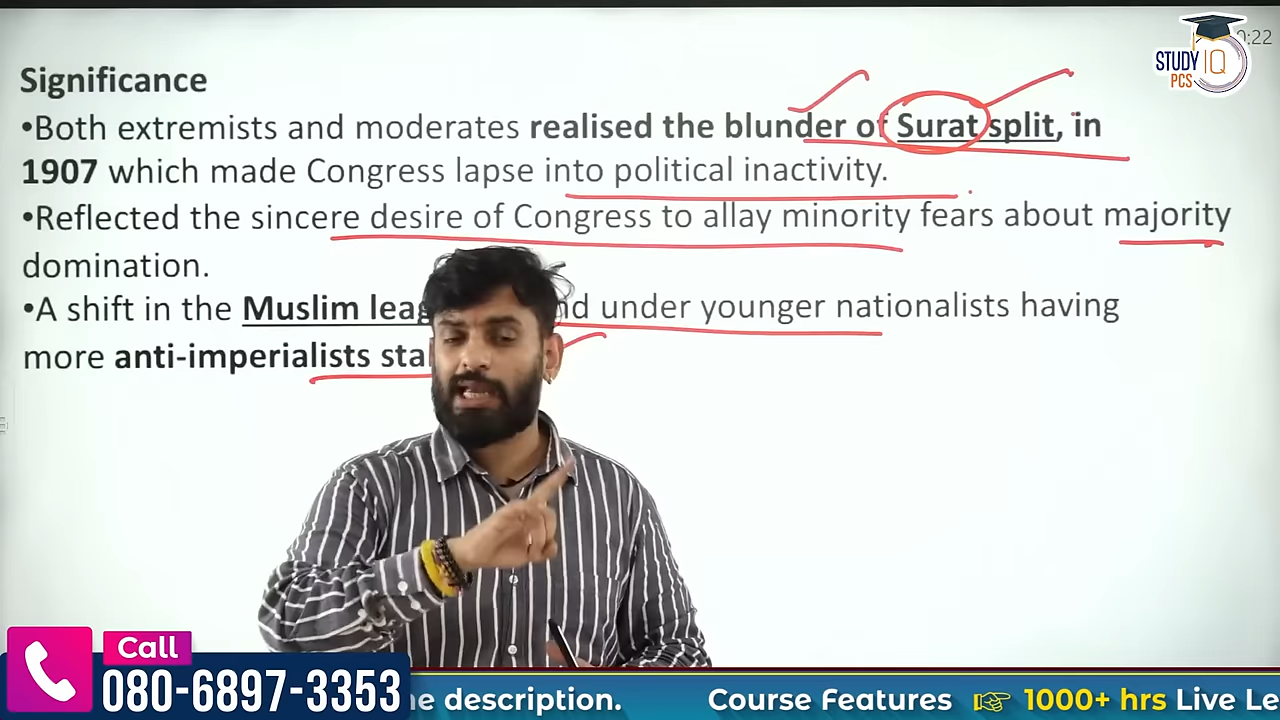 0:22
STUDY IQ
PCS
Significance
•Both extremists and moderates realised the blunder of Surat split, in
1907 which made Congress lapse into political inactivity.
•Reflected the sincere desire of Congress to allay minority fears about majority
domination.
•A shift in the Muslim leag nd under younger nationalists having
more anti-imperialists sta
Call
080-6897-3353
he description. Course Features 1000+ hrs Live Le